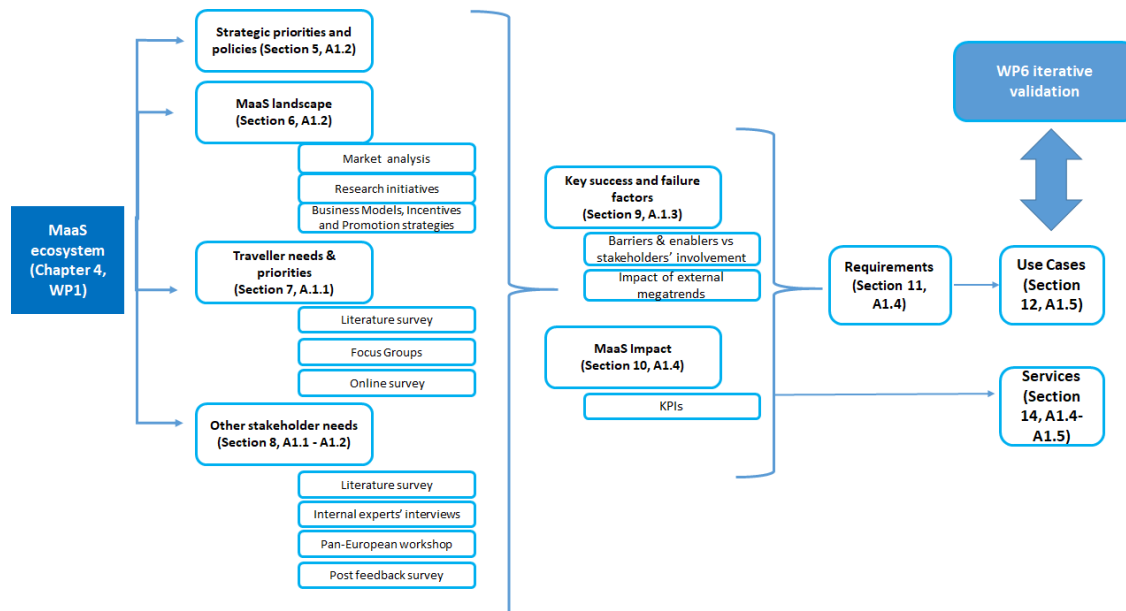 MaaS
ecosystem
(Chapter 4,
WP1)
Strategic priorities and
policies (Section 5, A1.2)
MaaS landscape
(Section 6, A1.2)
Market analysis
Research initiatives
Business Models, Incentives
and Promotion strategies
Traveller needs &
priorities
(Section 7, A.1.1)
Literature survey
Focus Groups
Online survey
Other stakeholder needs
(Section 8, A1.1 - A1.2)
Literature survey
Internal experts' interviews
Pan-European workshop
Post feedback survey
Key success and failure
factors
(Section 9, A.1.3)
Barriers & enablers vs
stakeholders' involvement
Impact of external
megatrends
MaaS Impact
(Section 10, A1.4)
KPIs
Requirements
(Section 11,
A1.4)
WP6 iterative
validation
Use Cases
(Section
12, A1.5)
Services
(Section
14, A1.4-
A1.5)